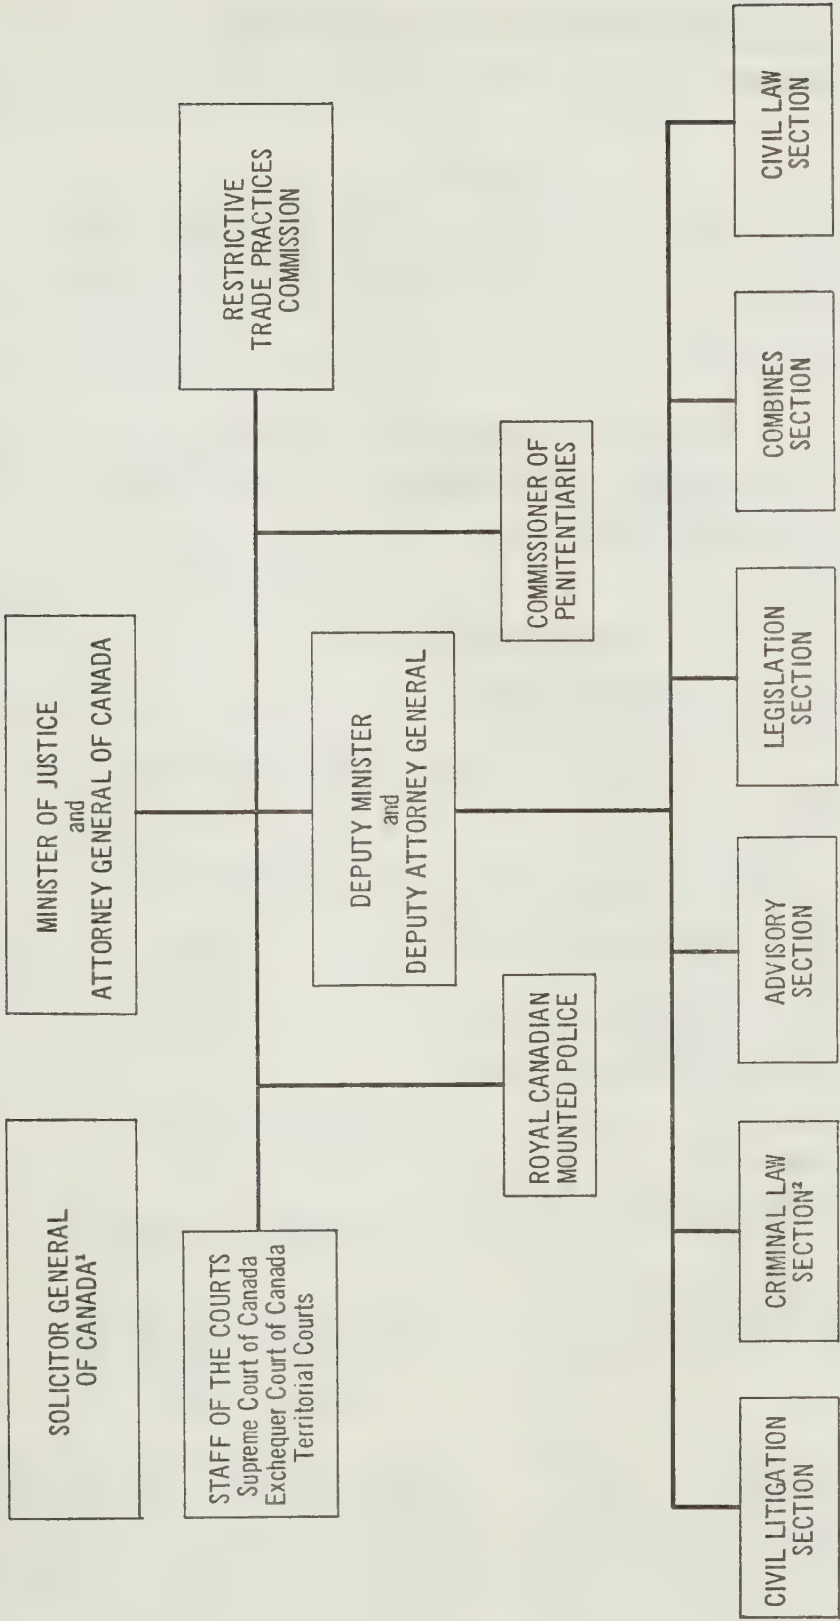 SOLICITOR GENERAL
OF CANADA¹
MINISTER OF JUSTICE
and
ATTORNEY GENERAL OF CANADA
STAFF OF THE COURTS
Supreme Court of Canada
Exchequer Court of Canada
Territorial Courts
RESTRICTIVE
TRADE PRACTICES
COMMISSION
DEPUTY MINISTER
and
DEPUTY ATTORNEY GENERAL
ROYAL CANADIAN
MOUNTED POLICE
COMMISSIONER OF
PENITENTIARIES
CIVIL LITIGATION
SECTION
CRIMINAL LAW
SECTION²
ADVISORY
SECTION
LEGISLATION
SECTION
COMBINES
SECTION
CIVIL LAW
SECTION